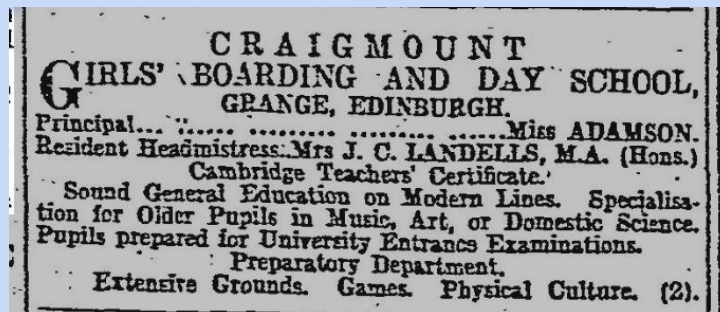 CRAIGMOUNT
GIRLS' BOARDING AND DAY SCHOOL,
GRANGE, EDINBURGH.
Principal... ..... ......... ......... ......Miss ADAMSON.
Resident Headmistress..Mrs J. C. LANDELLS, M.A. (Hons.)
Cambridge Teachers' Certificate.
Sound General Education on Modern Lines. Specialisa-
tion for Older Pupils in Music, Art, or Domestic Science.
Pupils prepared for University Entrance Examinations.
Preparatory Department.
Extensive Grounds. Games. Physical Culture. (2).